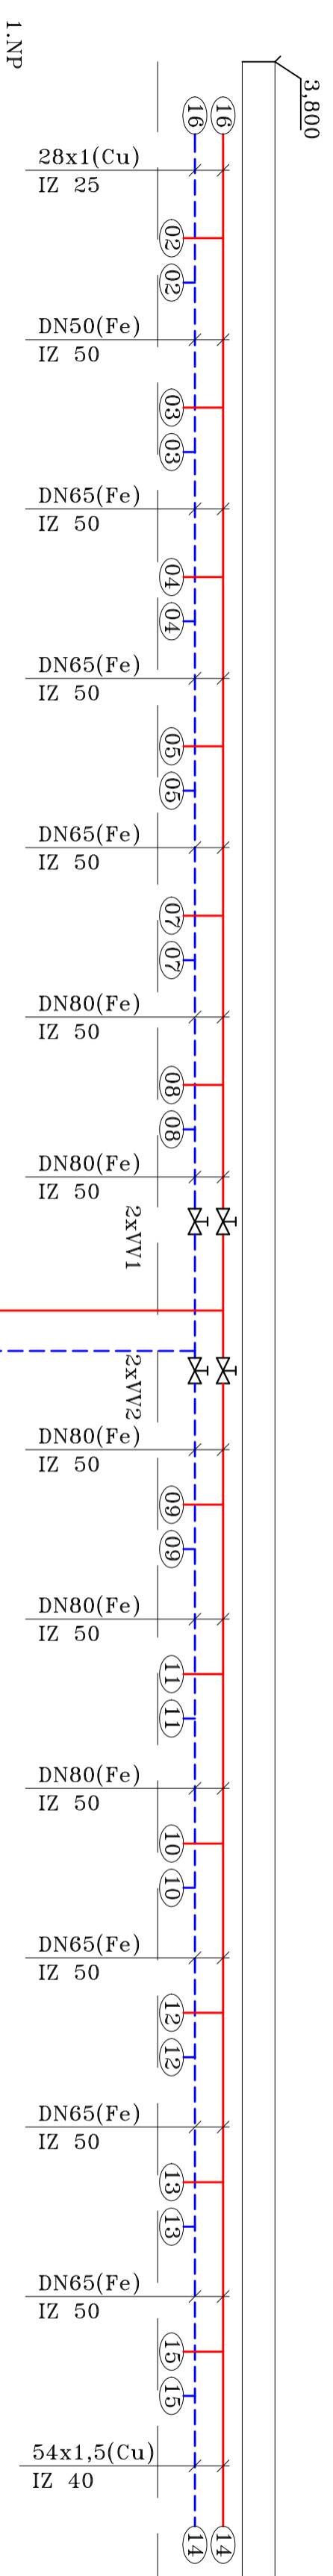 3,800
1.NP
16
16
28x1(Cu)
IZ 25
02
02
DN50(Fe)
IZ 50
03
03
DN65(Fe)
IZ 50
04
04
DN65(Fe)
IZ 50
05
05
DN65(Fe)
IZ 50
07
07
DN80(Fe)
IZ 50
08
08
DN80(Fe)
IZ 50
2xVV1
2xVV2
DN80(Fe)
IZ 50
09
09
DN80(Fe)
IZ 50
11
11
DN80(Fe)
IZ 50
10
10
DN65(Fe)
IZ 50
12
12
DN65(Fe)
IZ 50
13
13
DN65(Fe)
IZ 50
15
15
54x1,5(Cu)
IZ 40
14
14